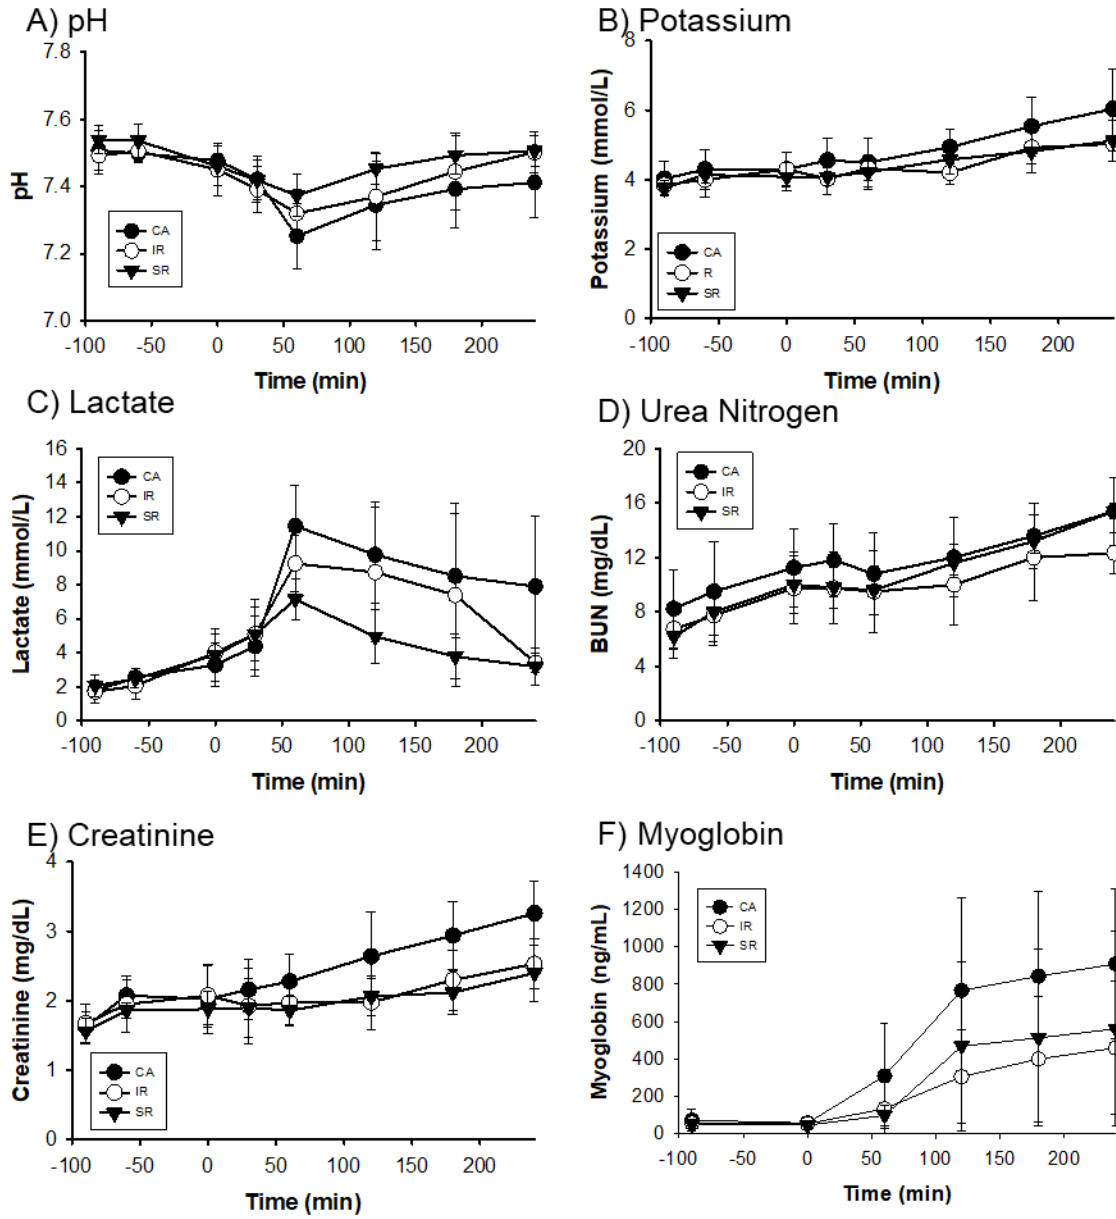 A) pH
7.8
7.6
7.4
7.2
7.0
pH
CA
IR
SR
-100 -50 0 50 100 150 200
Time (min)
B) Potassium
8
6
4
2
0
Potassium (mmol/L)
CA
R
SR
-100 -50 0 50 100 150 200
Time (min)
C) Lactate
16
14
12
10
8
6
4
2
0
Lactate (mmol/L)
CA
IR
SR
-100 -50 0 50 100 150 200
Time (min)
D) Urea Nitrogen
20
16
12
8
4
0
BUN (mg/dL)
CA
IR
SR
-100 -50 0 50 100 150 200
Time (min)
E) Creatinine
4
3
2
1
0
Creatinine (mg/dL)
CA
IR
SR
-100 -50 0 50 100 150 200
Time (min)
F) Myoglobin
1400
1200
1000
800
600
400
200
0
Myoglobin (ng/mL)
CA
IR
SR
-100 -50 0 50 100 150 200
Time (min)